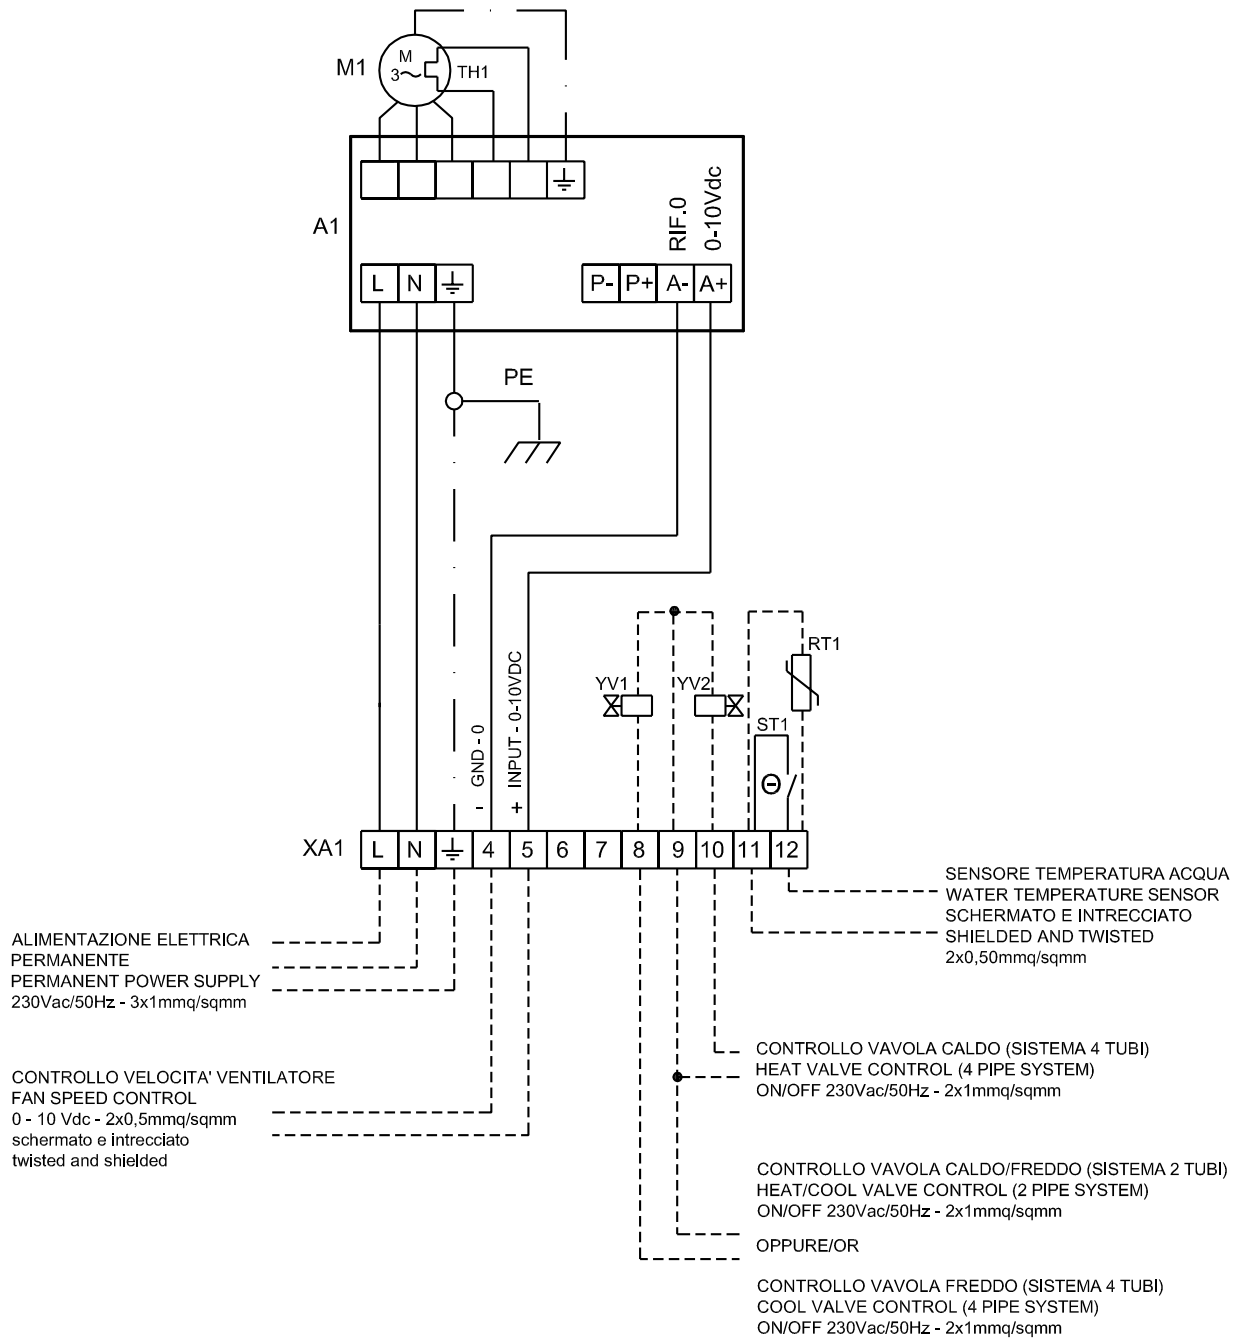 M1
M
3~
TH1
A1
RIF.0
0-10Vdc
L N P- P+ A- A+
PE
- GND - 0
+ INPUT - 0-10VDC
YV1
YV2
RT1
ST1
XA1
L N 4 5 6 7 8 9 10 11 12
SENSORE TEMPERATURA ACQUA
WATER TEMPERATURE SENSOR
SCHERMATO E INTRECCIATO
SHIELDED AND TWISTED
2x0,50mmq/sqmm
ALIMENTAZIONE ELETTRICA
PERMANENTE
PERMANENT POWER SUPPLY
230Vac/50Hz - 3x1mmq/sqmm
CONTROLLO VELOCITA' VENTILATORE
FAN SPEED CONTROL
0 - 10 Vdc - 2x0,5mmq/sqmm
schermato e intrecciato
twisted and shielded
CONTROLLO VAVOLA CALDO (SISTEMA 4 TUBI)
HEAT VALVE CONTROL (4 PIPE SYSTEM)
ON/OFF 230Vac/50Hz - 2x1mmq/sqmm
CONTROLLO VAVOLA CALDO/FREDDO (SISTEMA 2 TUBI)
HEAT/COOL VALVE CONTROL (2 PIPE SYSTEM)
ON/OFF 230Vac/50Hz - 2x1mmq/sqmm
OPPURE/OR
CONTROLLO VAVOLA FREDDO (SISTEMA 4 TUBI)
COOL VALVE CONTROL (4 PIPE SYSTEM)
ON/OFF 230Vac/50Hz - 2x1mmq/sqmm